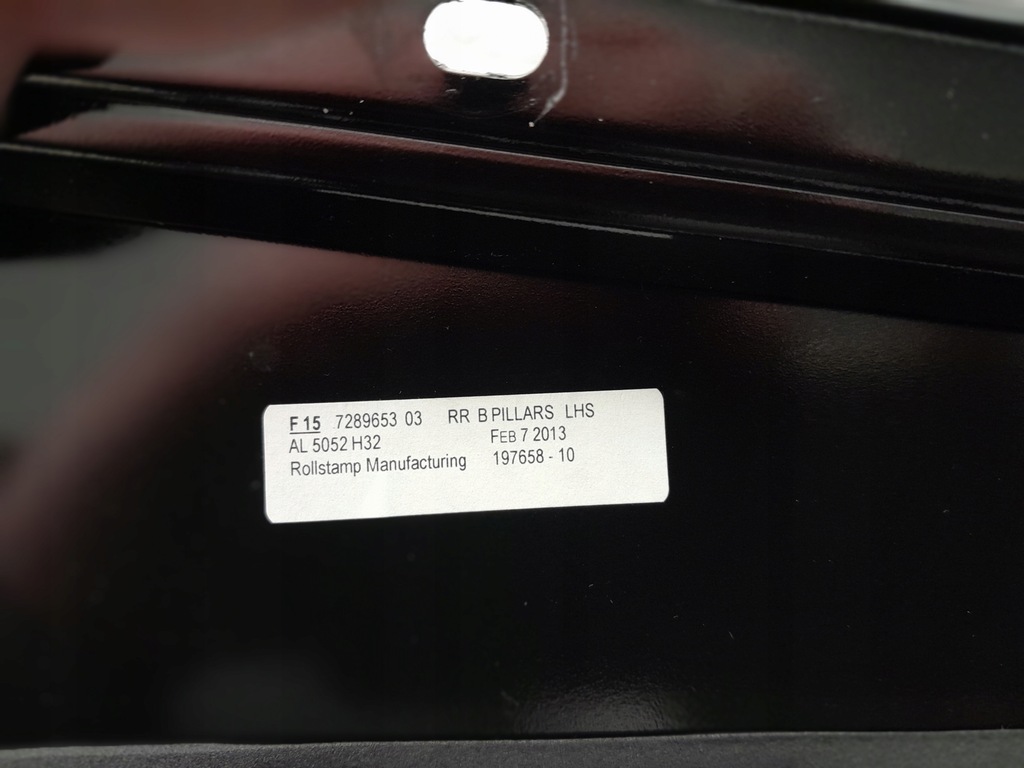 F 15 7289653 03 RR B PILLARS LHS
AL 5052 H32 FEB 7 2013
Rollstamp Manufacturing 197658 - 10